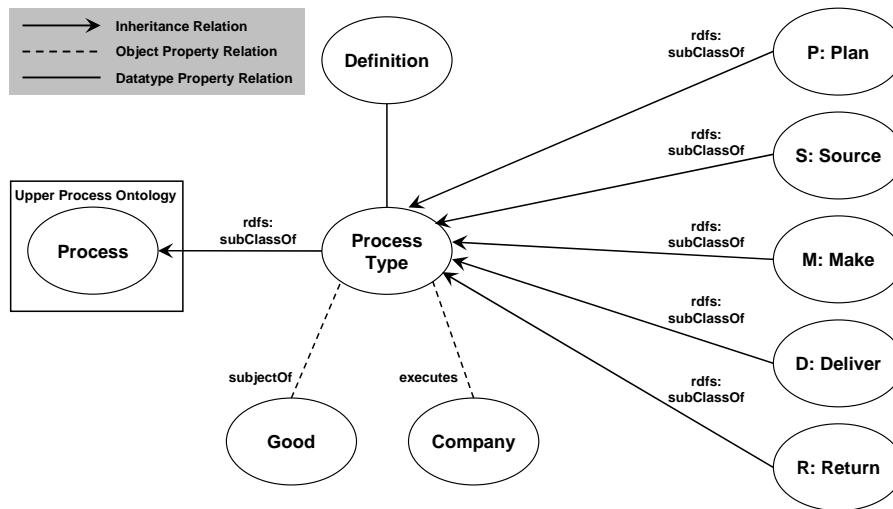 Inheritance Relation
Object Property Relation
Datatype Property Relation
Definition
rdfs:
subClassOf
P: Plan
rdfs:
subClassOf
S: Source
Upper Process Ontology
Process
rdfs:
subClassOf
Process
Type
rdfs:
subClassOf
M: Make
rdfs:
subClassOf
D: Deliver
subjectOf
executes
rdfs:
subClassOf
Good
Company
R: Return